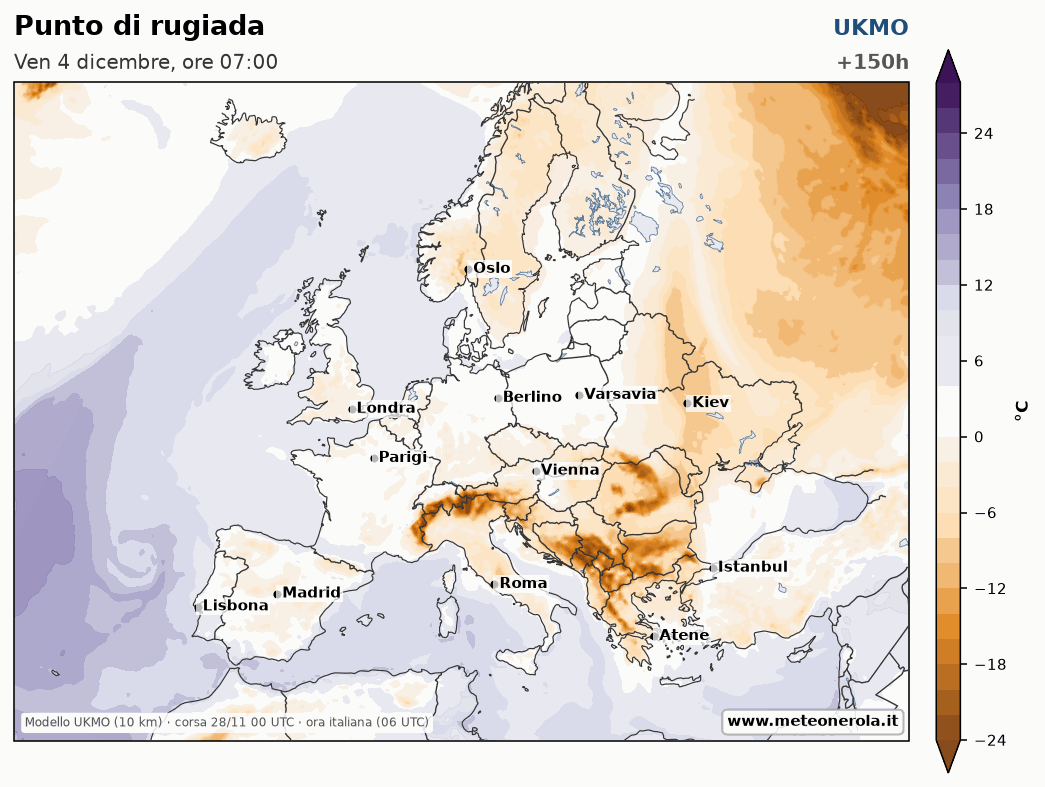 Punto di rugiada
UKMO
Ven 4 dicembre, ore 07:00
+150h
Oslo
Londra
Berlino
Varsavia
Kiev
Parigi
Vienna
Madrid
Lisbona
Roma
Istanbul
Atene
24
18
12
6
0
−6
−12
−18
−24
°C
Modello UKMO (10 km) · corsa 28/11 00 UTC · ora italiana (06 UTC)
www.meteonerola.it